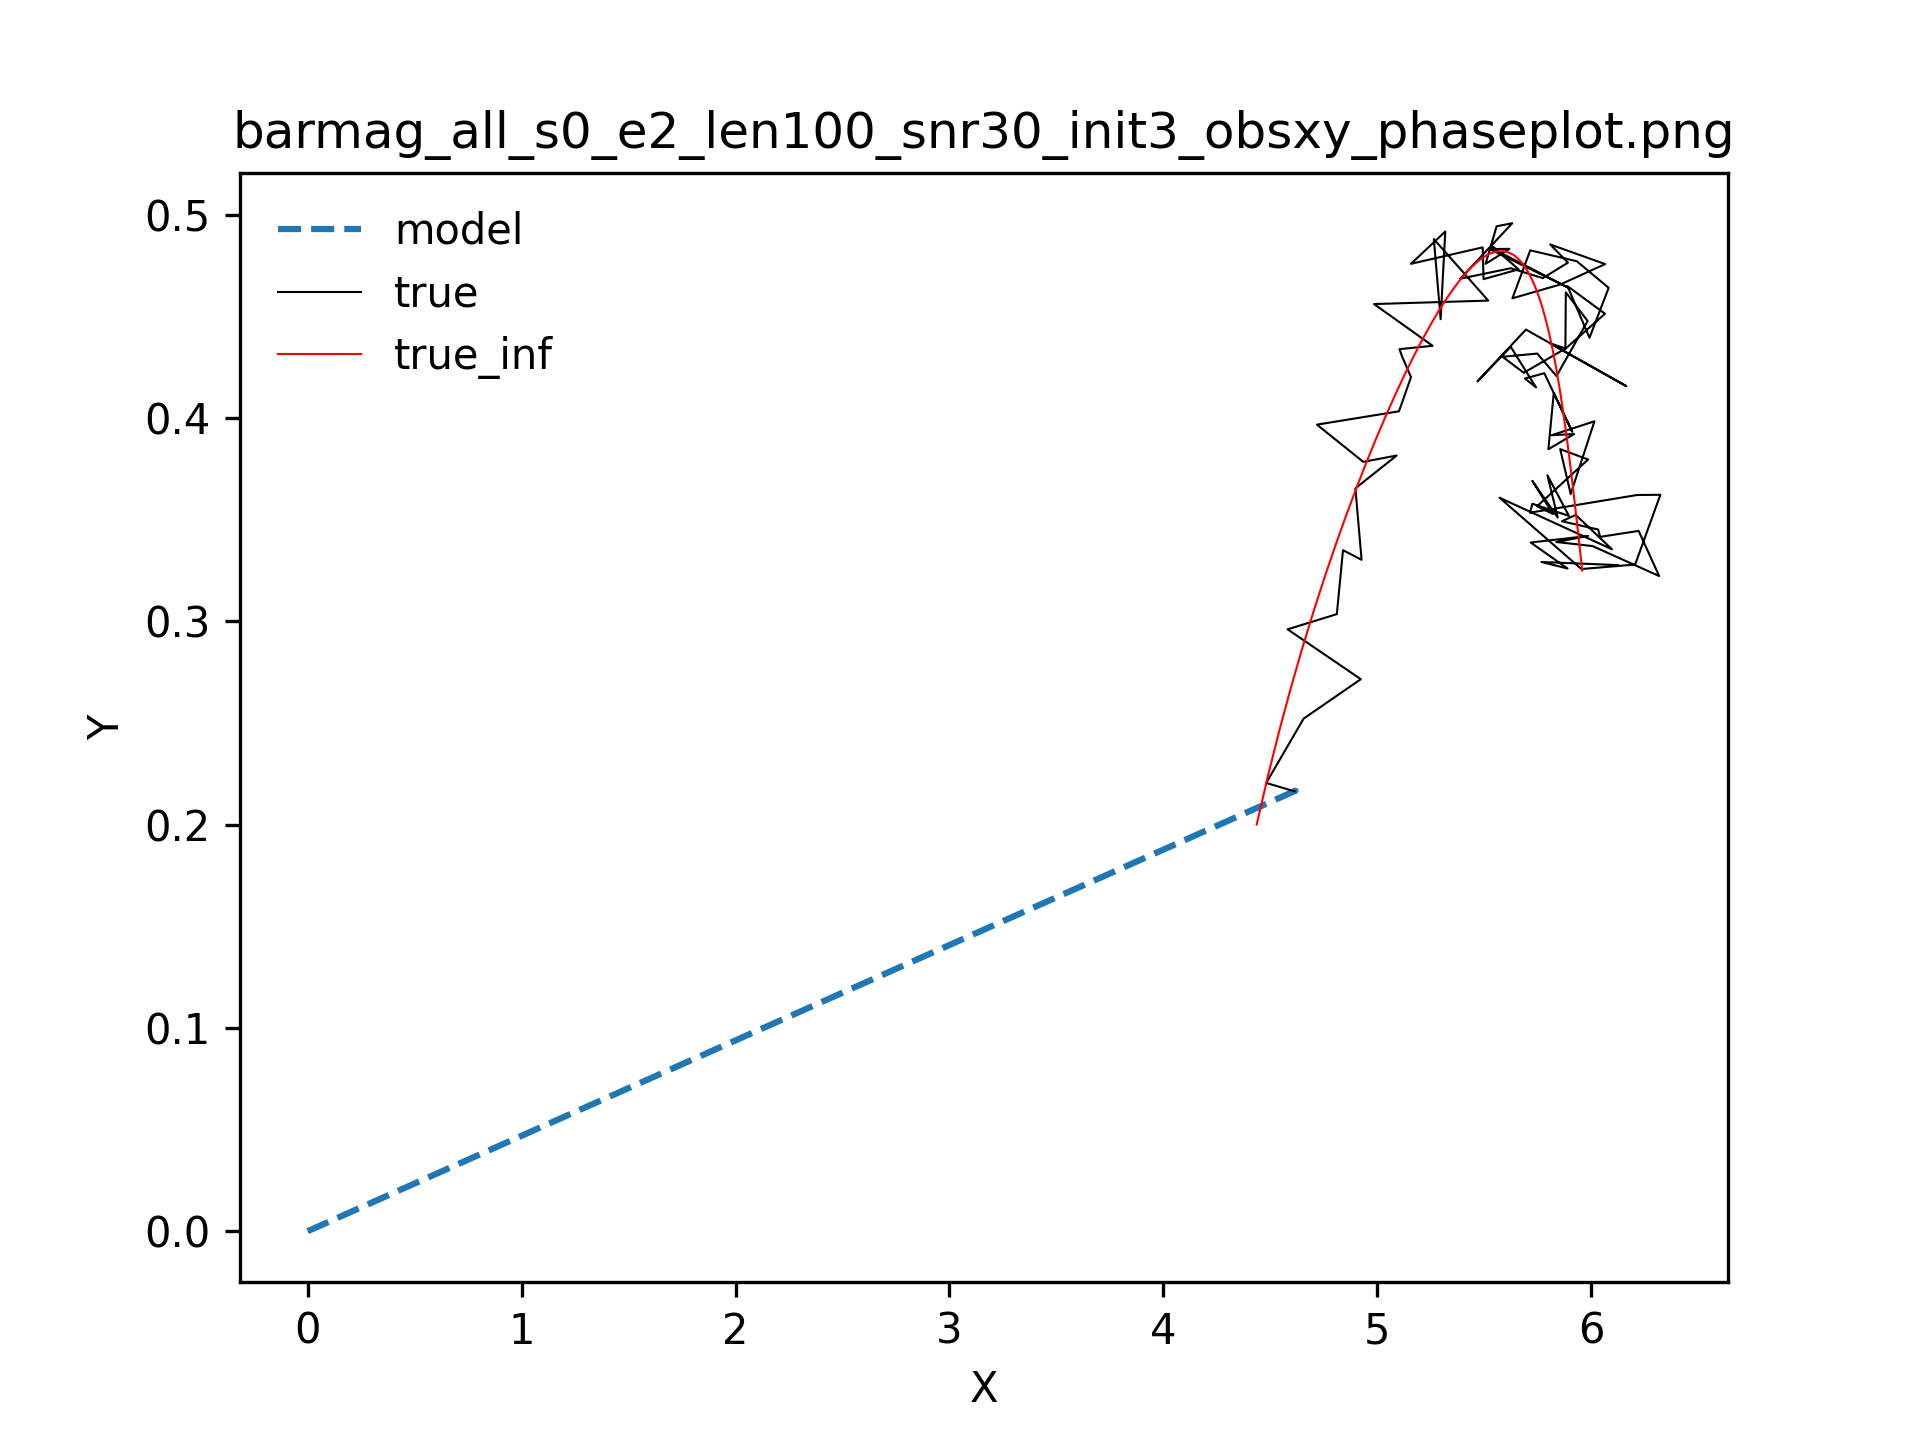 barmag_all_s0_e2_len100_snr30_init3_obsxy_phaseplot.png
model
true
true_inf
0.5
0.4
0.3
0.2
0.1
0.0
Y
0 1 2 3 4 5 6
X